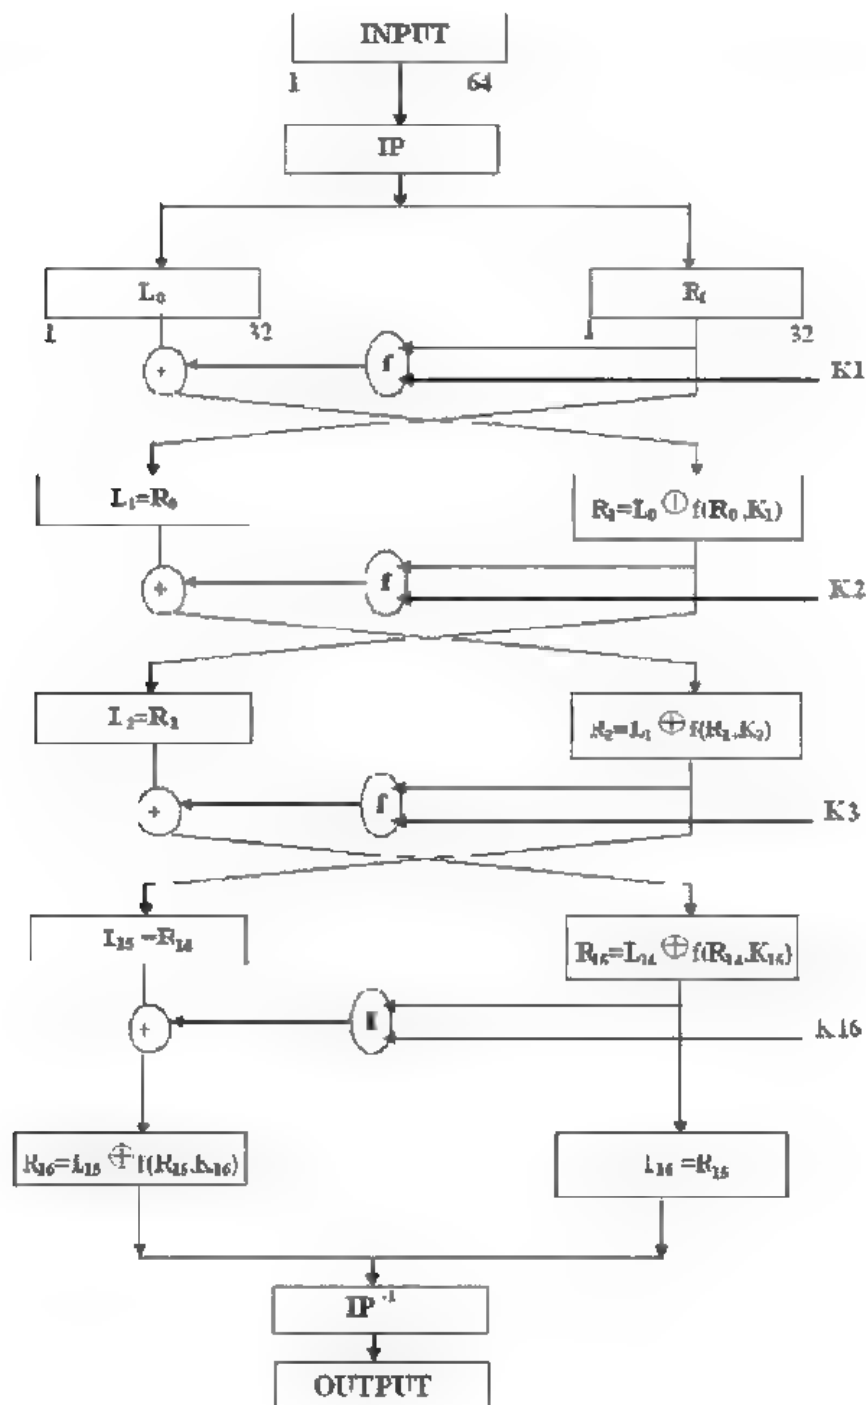 INPUT
1 64
IP
L₀ R₀
1 32 1 32
f
+
K1
L₁=R₀ R₁=L₀ ⊕ f(R₀,K₁)
f
+
K2
L₂=R₁ R₂=L₁ ⊕ f(R₁,K₂)
f
+
K3
L₁₅=R₁₄ R₁₅=L₁₄ ⊕ f(R₁₄,K₁₅)
+
K16
R₁₆=L₁₅ ⊕ f(R₁₅,K₁₆) L₁₆=R₁₅
IP⁻¹
OUTPUT